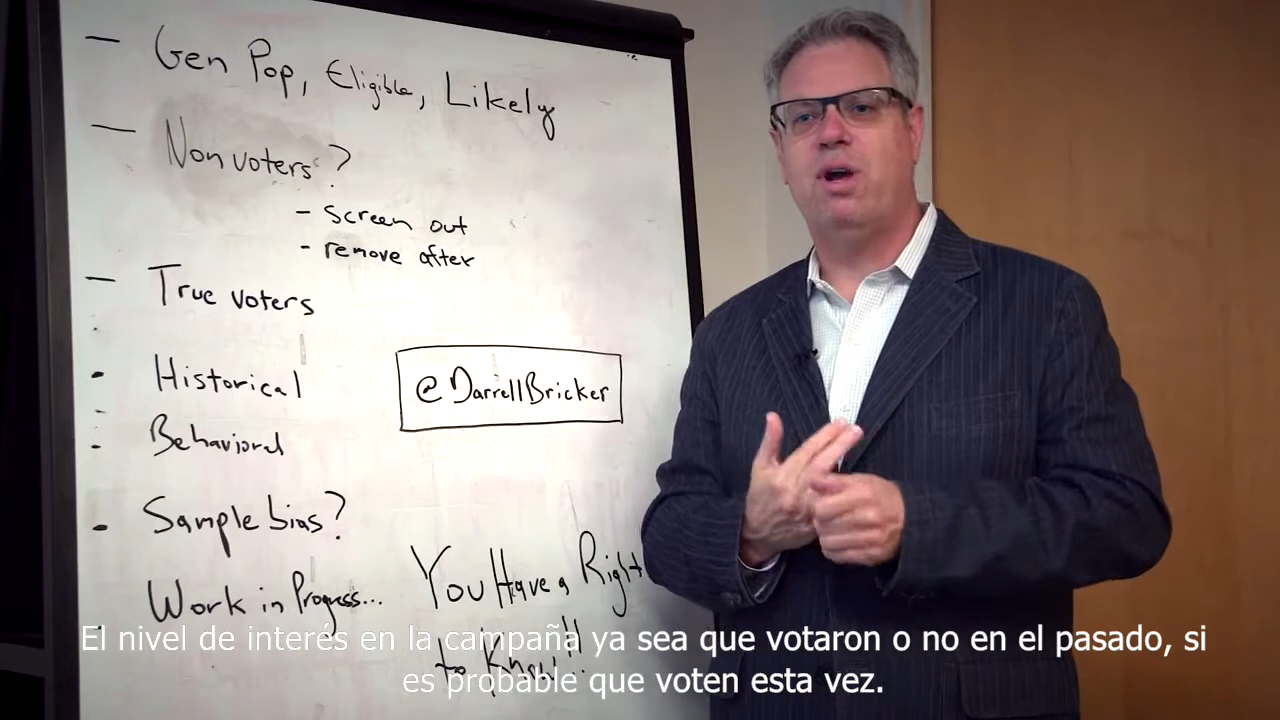 - Gen Pop, Eligible, Likely
- Nonvoters?
- screen out
- remove after
- True voters
• Historical
• Behavioral
@DarrellBricker
• Sample bias?
Work in Progress...
You Have a Right
to Know!!
El nivel de interés en la campaña ya sea que votaron o no en el pasado, si
es probable que voten esta vez.